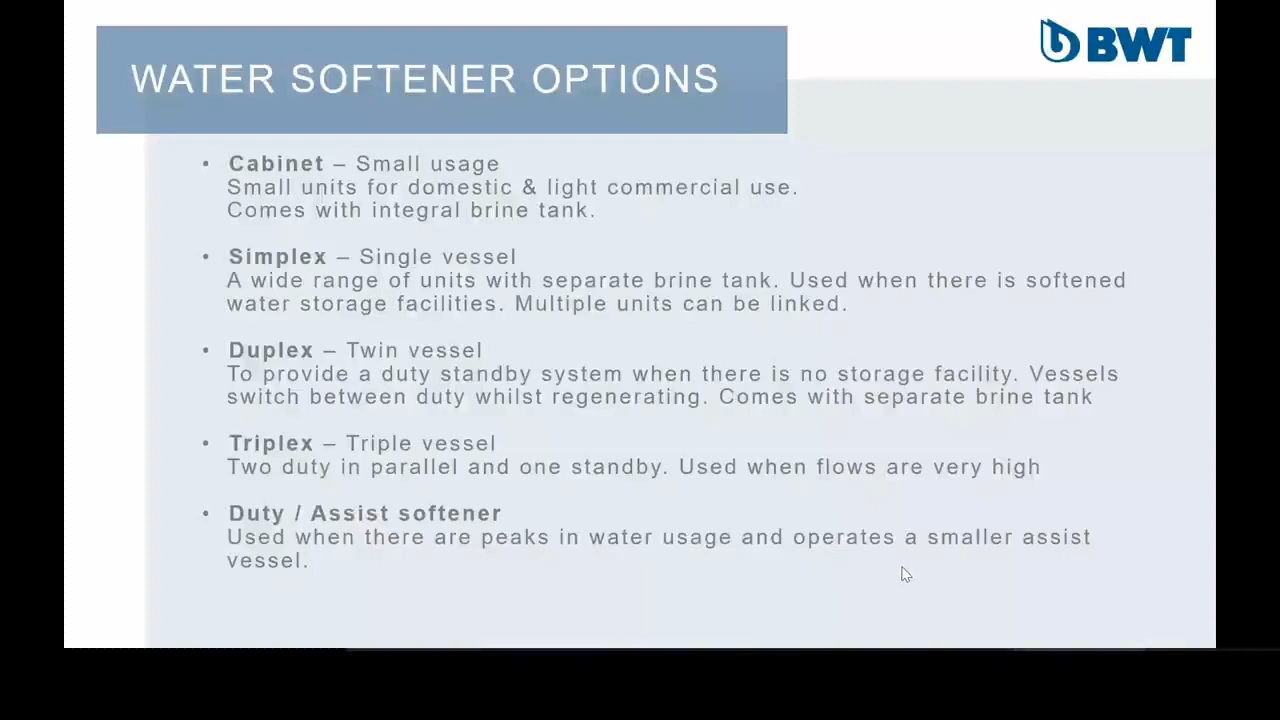 BWT
WATER SOFTENER OPTIONS
• Cabinet – Small usage
Small units for domestic & light commercial use.
Comes with integral brine tank.
• Simplex – Single vessel
A wide range of units with separate brine tank. Used when there is softened
water storage facilities. Multiple units can be linked.
• Duplex – Twin vessel
To provide a duty standby system when there is no storage facility. Vessels
switch between duty whilst regenerating. Comes with separate brine tank
• Triplex – Triple vessel
Two duty in parallel and one standby. Used when flows are very high
• Duty / Assist softener
Used when there are peaks in water usage and operates a smaller assist
vessel.